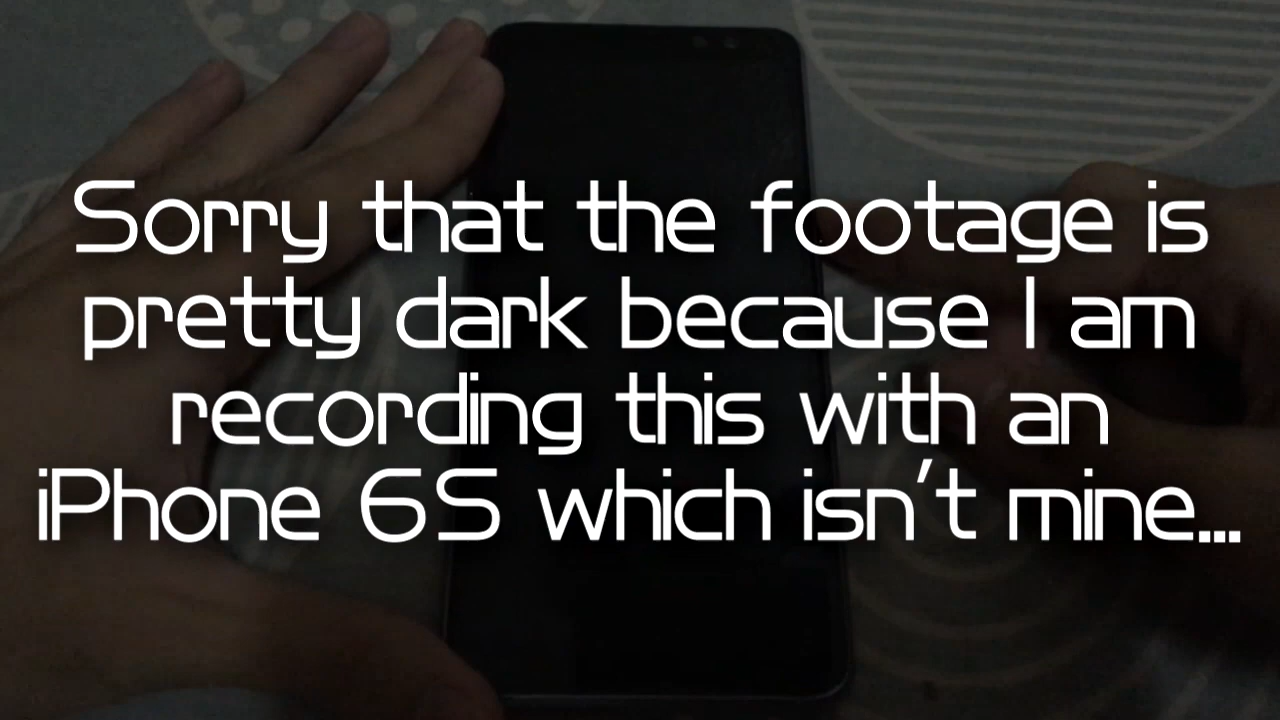 Sorry that the footage is
pretty dark because I am
recording this with an
iPhone 6S which isn't mine...